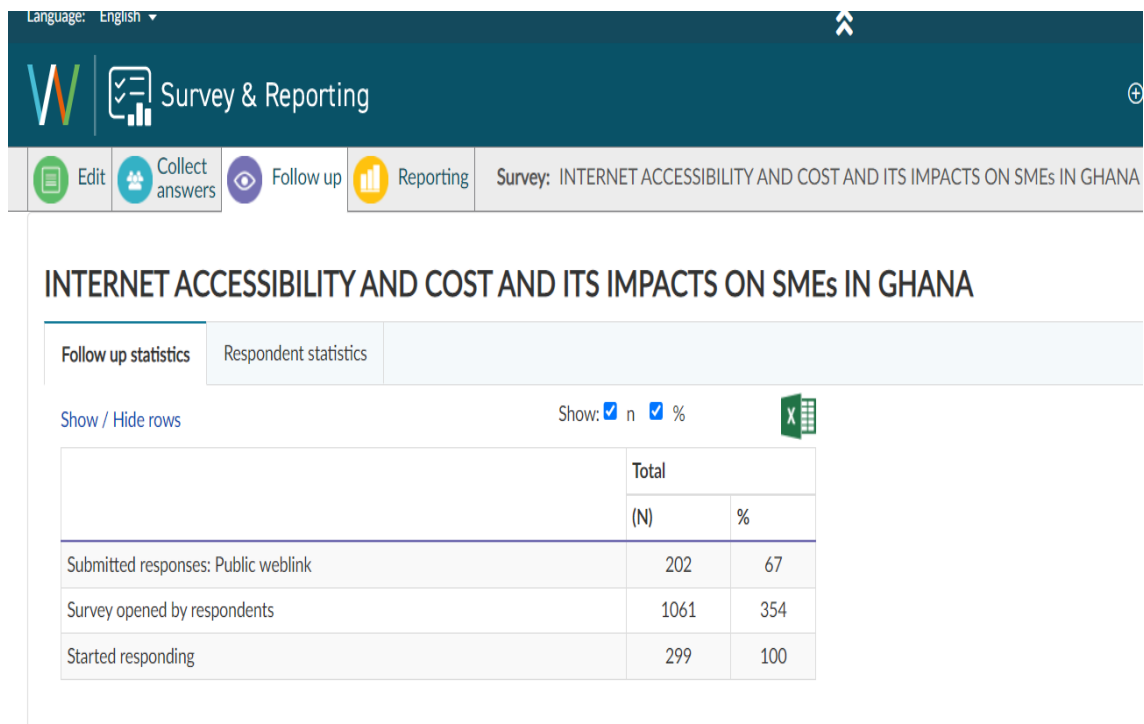 Language: English
Survey & Reporting
Edit
Collect
answers
Follow up
Reporting
Survey: INTERNET ACCESSIBILITY AND COST AND ITS IMPACTS ON SMEs IN GHANA
INTERNET ACCESSIBILITY AND COST AND ITS IMPACTS ON SMEs IN GHANA
Follow up statistics Respondent statistics
Show / Hide rows Show: n %
Total
(N) %
Submitted responses: Public weblink 202 67
Survey opened by respondents 1061 354
Started responding 299 100